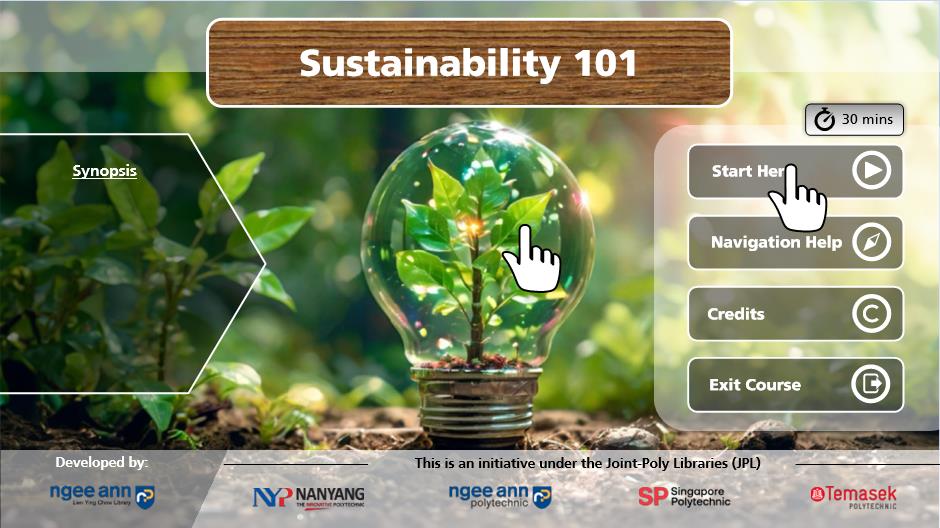 Sustainability 101
30 mins
Synopsis
Start Her
Navigation Help
Credits
Exit Course
Developed by:
This is an initiative under the Joint-Poly Libraries (JPL)
ngee ann
Lien Ying Chow Library
NYP NANYANG
THE INNOVATIVE POLYTECHNIC
ngee ann
polytechnic
SP Singapore
Polytechnic
Temasek
POLYTECHNIC